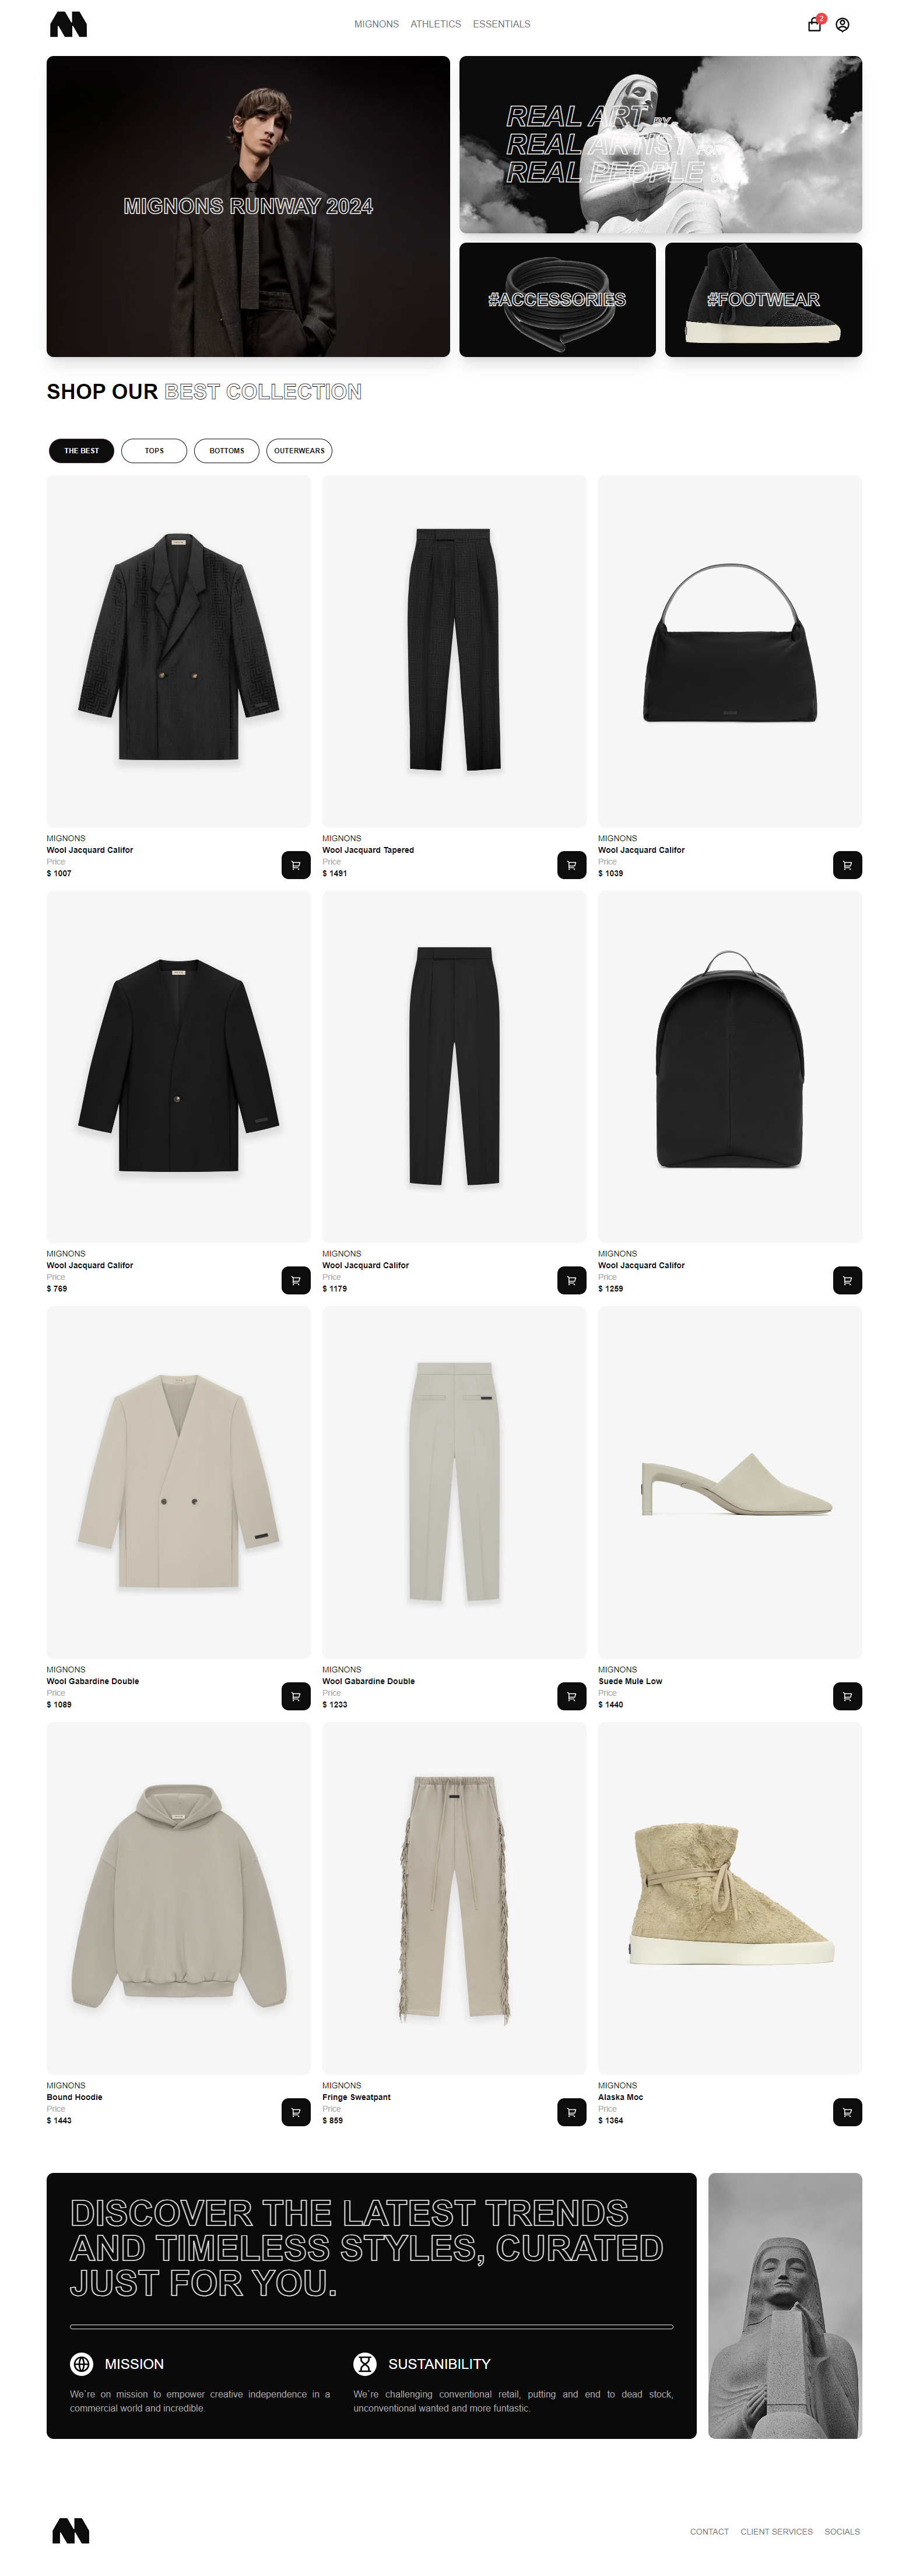 MIGNONS ATHLETICS ESSENTIALS
2
MIGNONS RUNWAY 2024
REAL ART BY
REAL ARTIST FOR
REAL PEOPLE
#ACCESSORIES
#FOOTWEAR
SHOP OUR BEST COLLECTION
THE BEST
TOPS
BOTTOMS
OUTERWEARS
MIGNONS
Wool Jacquard Califor
Price
$ 1007
MIGNONS
Wool Jacquard Tapered
Price
$ 1491
MIGNONS
Wool Jacquard Califor
Price
$ 1039
MIGNONS
Wool Jacquard Califor
Price
$ 769
MIGNONS
Wool Jacquard Califor
Price
$ 1179
MIGNONS
Wool Jacquard Califor
Price
$ 1259
MIGNONS
Wool Gabardine Double
Price
$ 1089
MIGNONS
Wool Gabardine Double
Price
$ 1233
MIGNONS
Suede Mule Low
Price
$ 1440
MIGNONS
Bound Hoodie
Price
$ 1443
MIGNONS
Fringe Sweatpant
Price
$ 859
MIGNONS
Alaska Moc
Price
$ 1364
DISCOVER THE LATEST TRENDS
AND TIMELESS STYLES, CURATED
JUST FOR YOU.
MISSION
We`re on mission to empower creative independence in a
commercial world and incredible.
SUSTANIBILITY
We`re challenging conventional retail, putting and end to dead stock,
unconventional wanted and more funtastic.
CONTACT CLIENT SERVICES SOCIALS